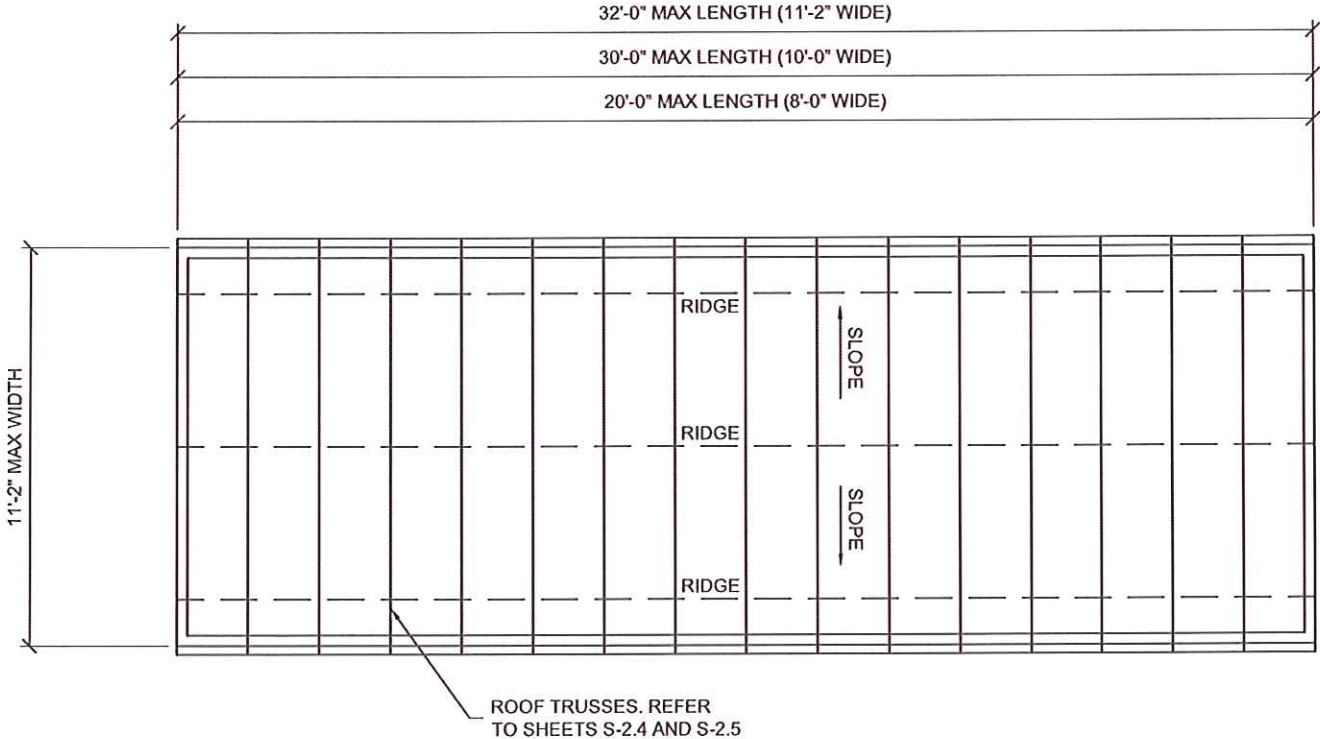 32'-0" MAX LENGTH (11'-2" WIDE)
30'-0" MAX LENGTH (10'-0" WIDE)
20'-0" MAX LENGTH (8'-0" WIDE)
RIDGE
SLOPE
11'-2" MAX WIDTH
RIDGE
SLOPE
RIDGE
ROOF TRUSSES. REFER
TO SHEETS S-2.4 AND S-2.5